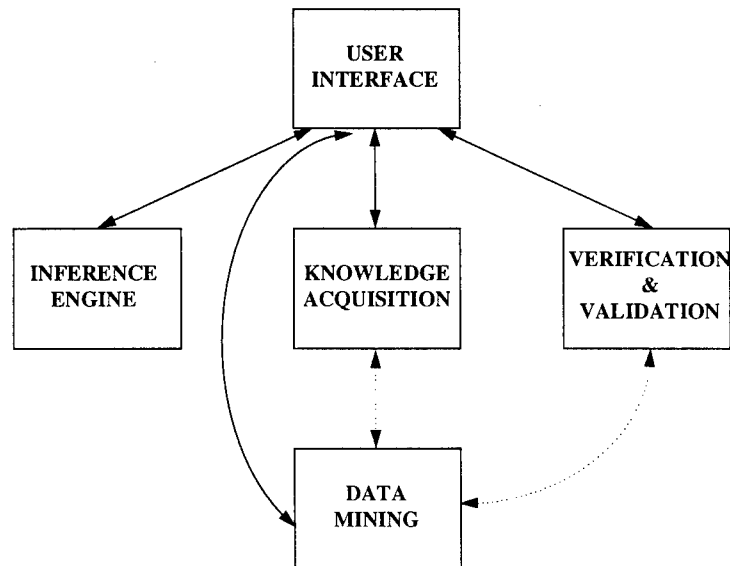 USER
INTERFACE
INFERENCE
ENGINE
KNOWLEDGE
ACQUISITION
VERIFICATION
&
VALIDATION
DATA
MINING